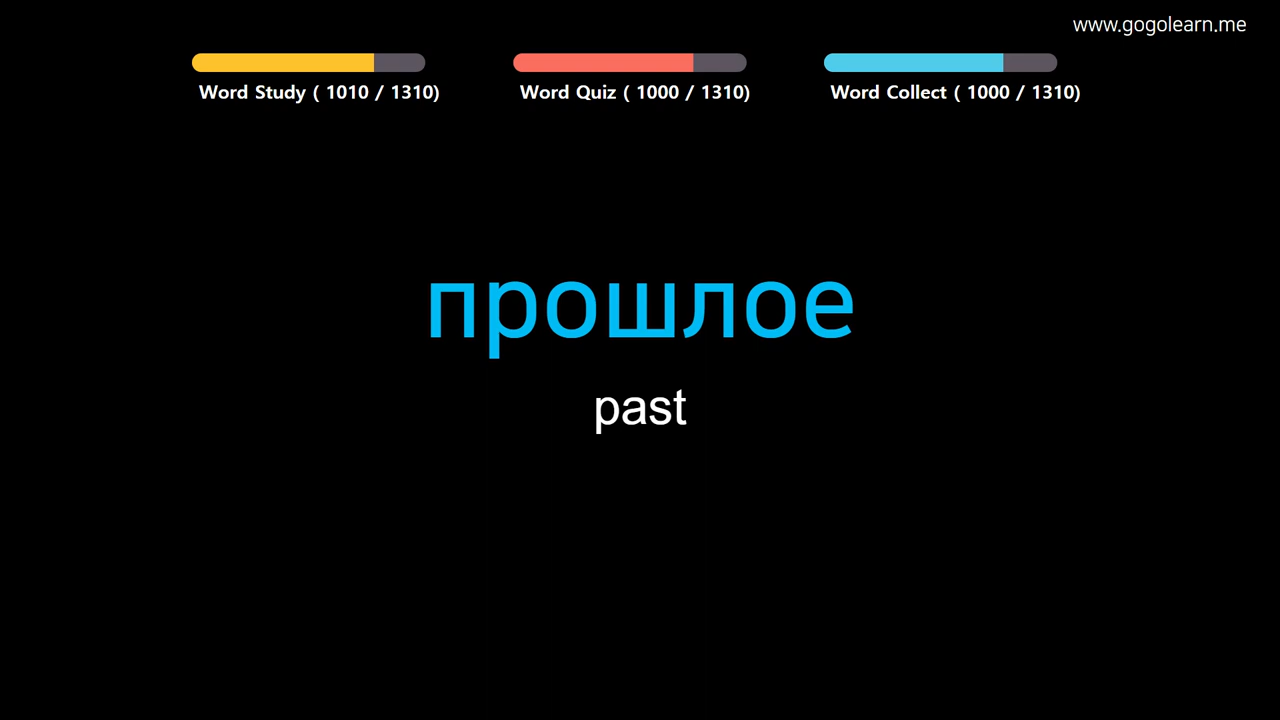 www.gogolearn.me
Word Study ( 1010 / 1310)
Word Quiz ( 1000 / 1310)
Word Collect ( 1000 / 1310)
прошлое
past